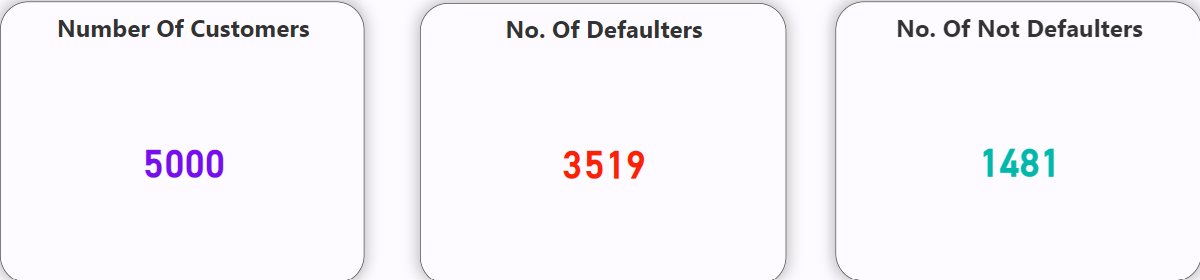 Number Of Customers
5000
No. Of Defaulters
3519
No. Of Not Defaulters
1481